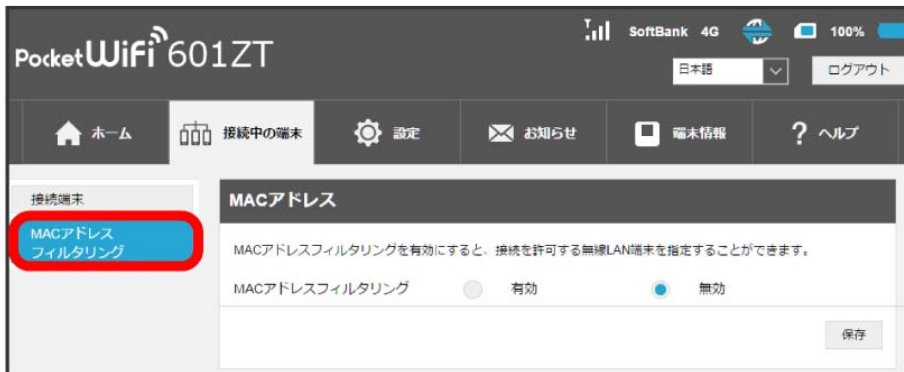 Pocket WiFi 601ZT
SoftBank 4G 100%
日本語 ログアウト
ホーム 接続中の端末 設定 お知らせ 端末情報 ? ヘルプ
接続端末
MACアドレス
フィルタリング
MACアドレス
MACアドレスフィルタリングを有効にすると、接続を許可する無線LAN端末を指定することができます。
MACアドレスフィルタリング 有効 無効
保存